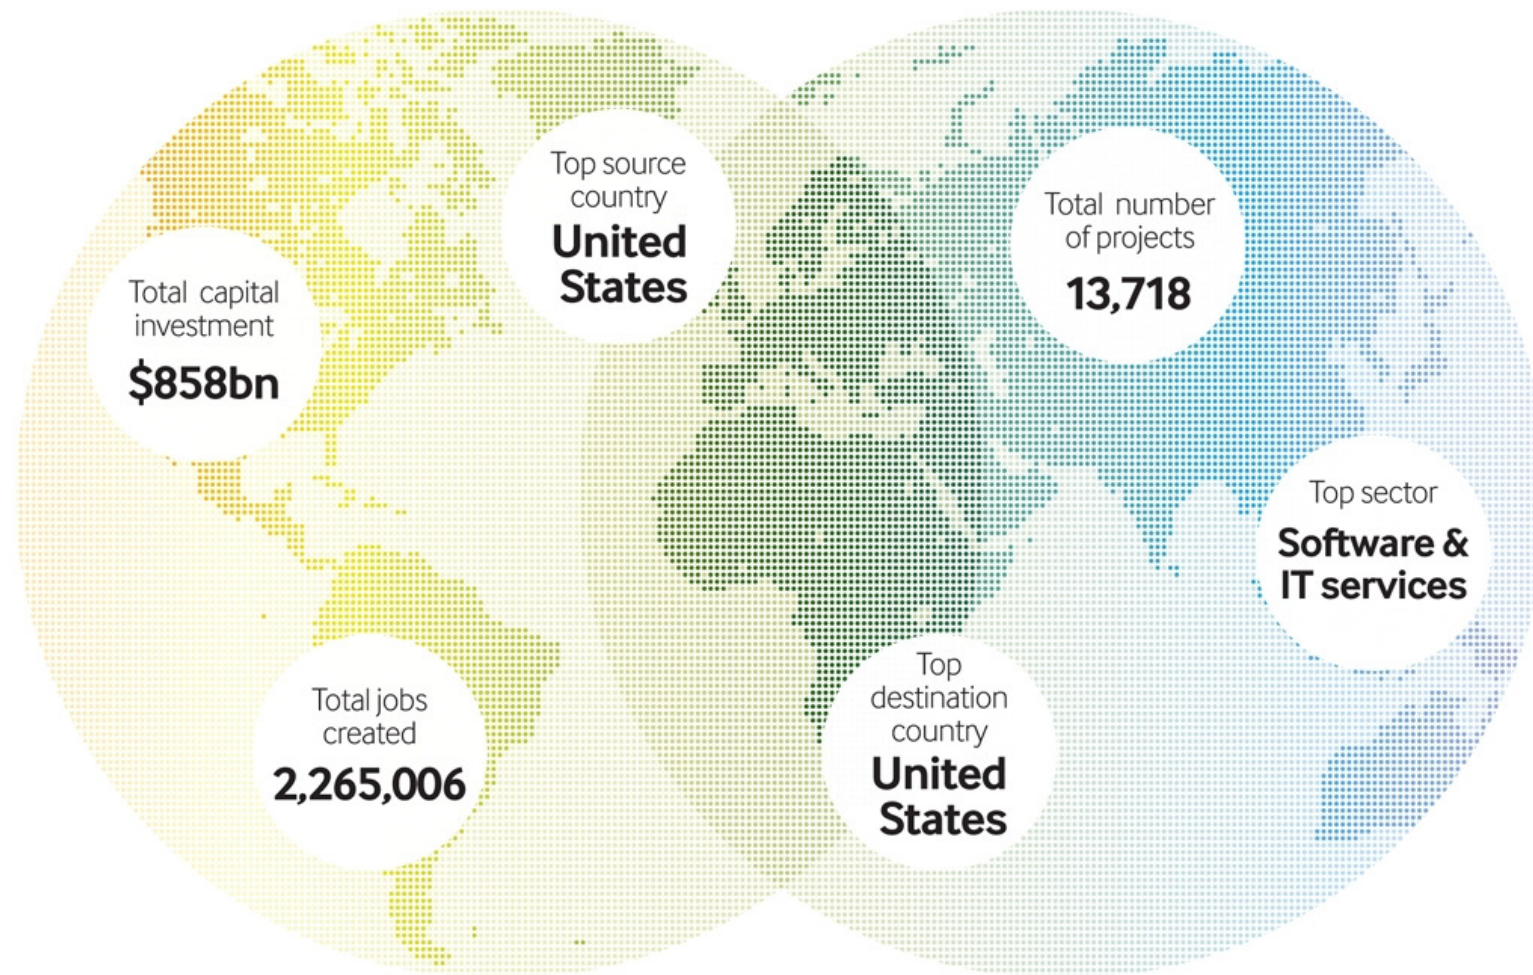 Top source
country
United
States
Total number
of projects
13,718
Total capital
investment
$858bn
Top sector
Software &
IT services
Total jobs
created
2,265,006
Top
destination
country
United
States